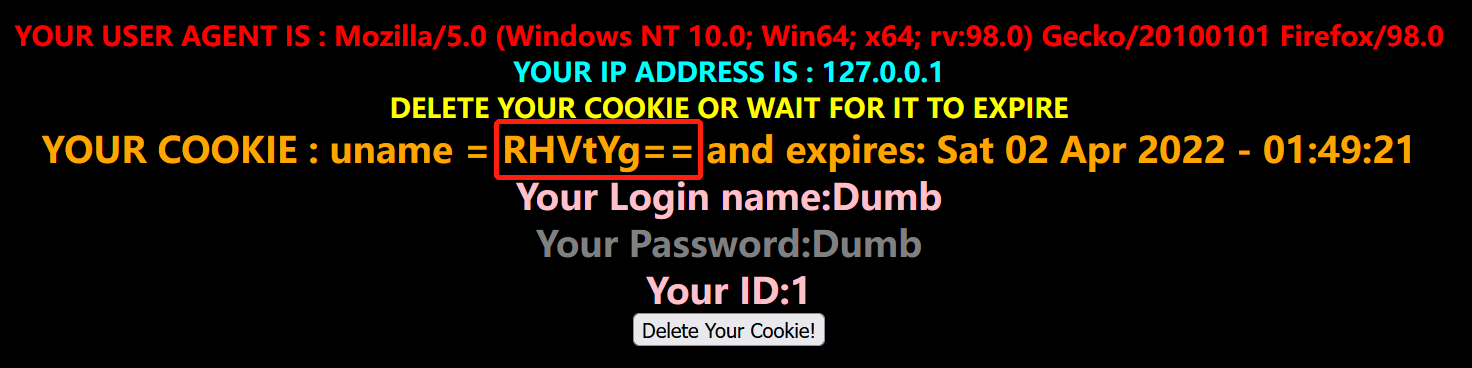 YOUR USER AGENT IS : Mozilla/5.0 (Windows NT 10.0; Win64; x64; rv:98.0) Gecko/20100101 Firefox/98.0
YOUR IP ADDRESS IS : 127.0.0.1
DELETE YOUR COOKIE OR WAIT FOR IT TO EXPIRE
YOUR COOKIE : uname = RHVtYg== and expires: Sat 02 Apr 2022 - 01:49:21
Your Login name:Dumb
Your Password:Dumb
Your ID:1
Delete Your Cookie!